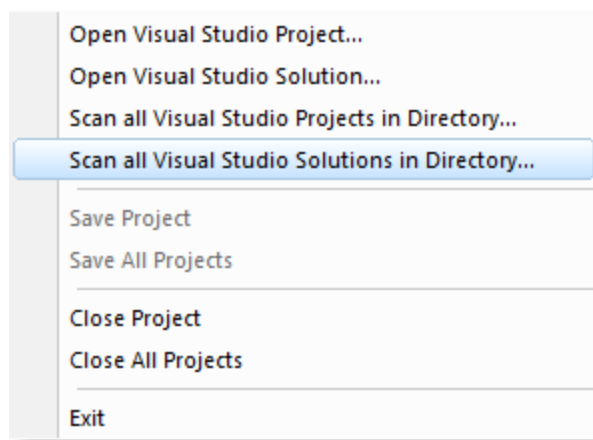 Open Visual Studio Project...
Open Visual Studio Solution...
Scan all Visual Studio Projects in Directory...
Scan all Visual Studio Solutions in Directory...
Save Project
Save All Projects
Close Project
Close All Projects
Exit